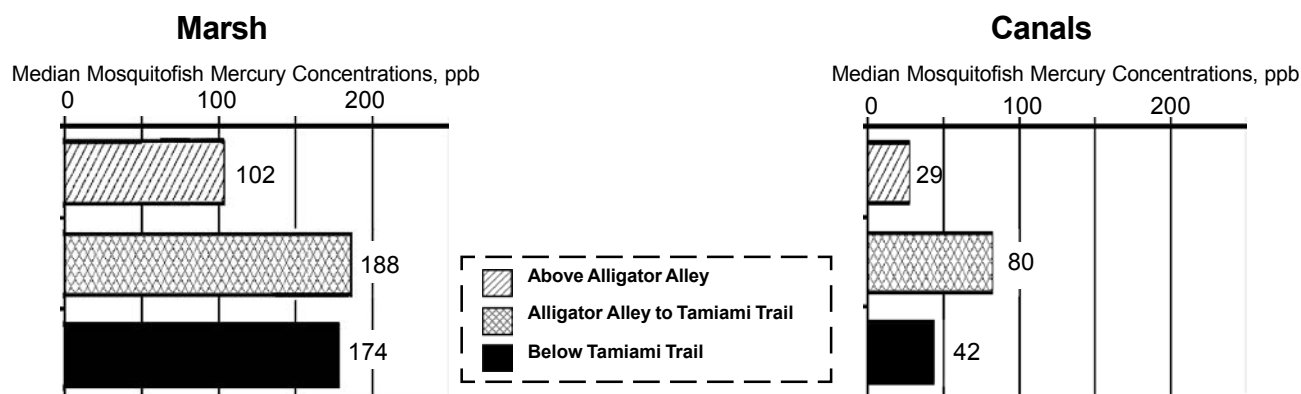 Marsh
Median Mosquitofish Mercury Concentrations, ppb
0 100 200
102
188
174
Above Alligator Alley
Alligator Alley to Tamiami Trail
Below Tamiami Trail
Canals
Median Mosquitofish Mercury Concentrations, ppb
0 100 200
29
80
42